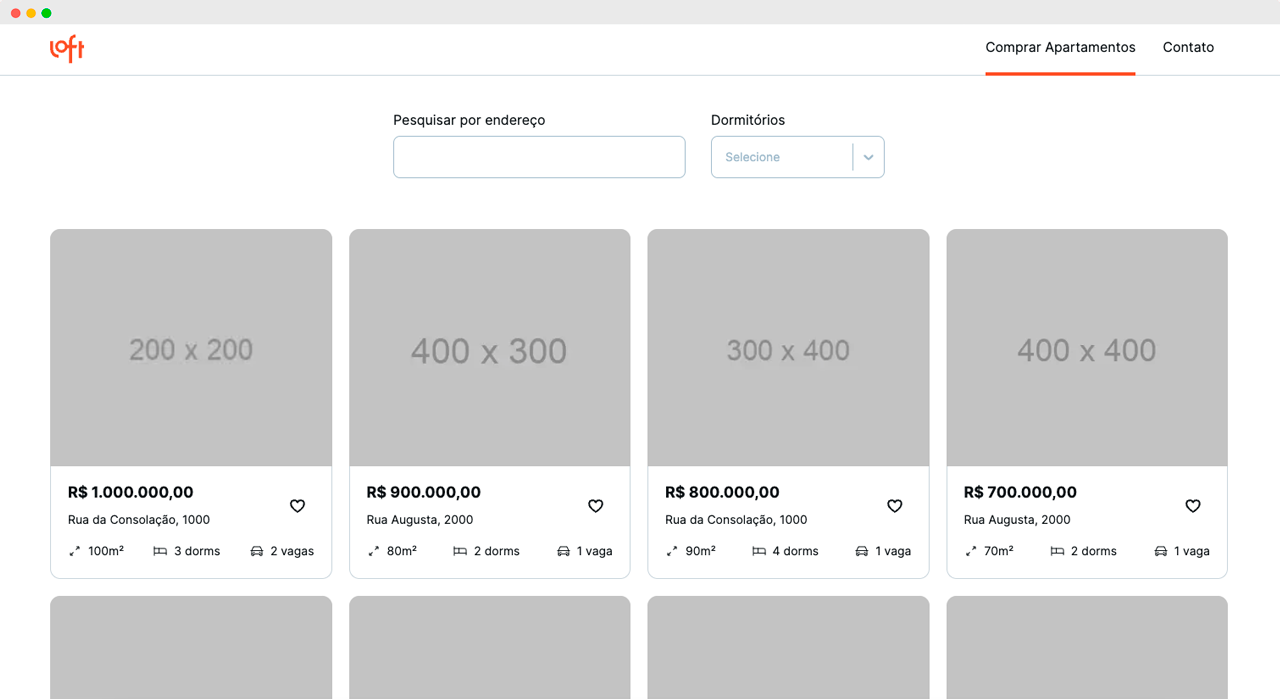 Loft
Comprar Apartamentos
Contato
Pesquisar por endereço
Dormitórios
Selecione
200 x 200
400 x 300
300 x 400
400 x 400
R$ 1.000.000,00
Rua da Consolação, 1000
100m² 3 dorms 2 vagas
R$ 900.000,00
Rua Augusta, 2000
80m² 2 dorms 1 vaga
R$ 800.000,00
Rua da Consolação, 1000
90m² 4 dorms 1 vaga
R$ 700.000,00
Rua Augusta, 2000
70m² 2 dorms 1 vaga